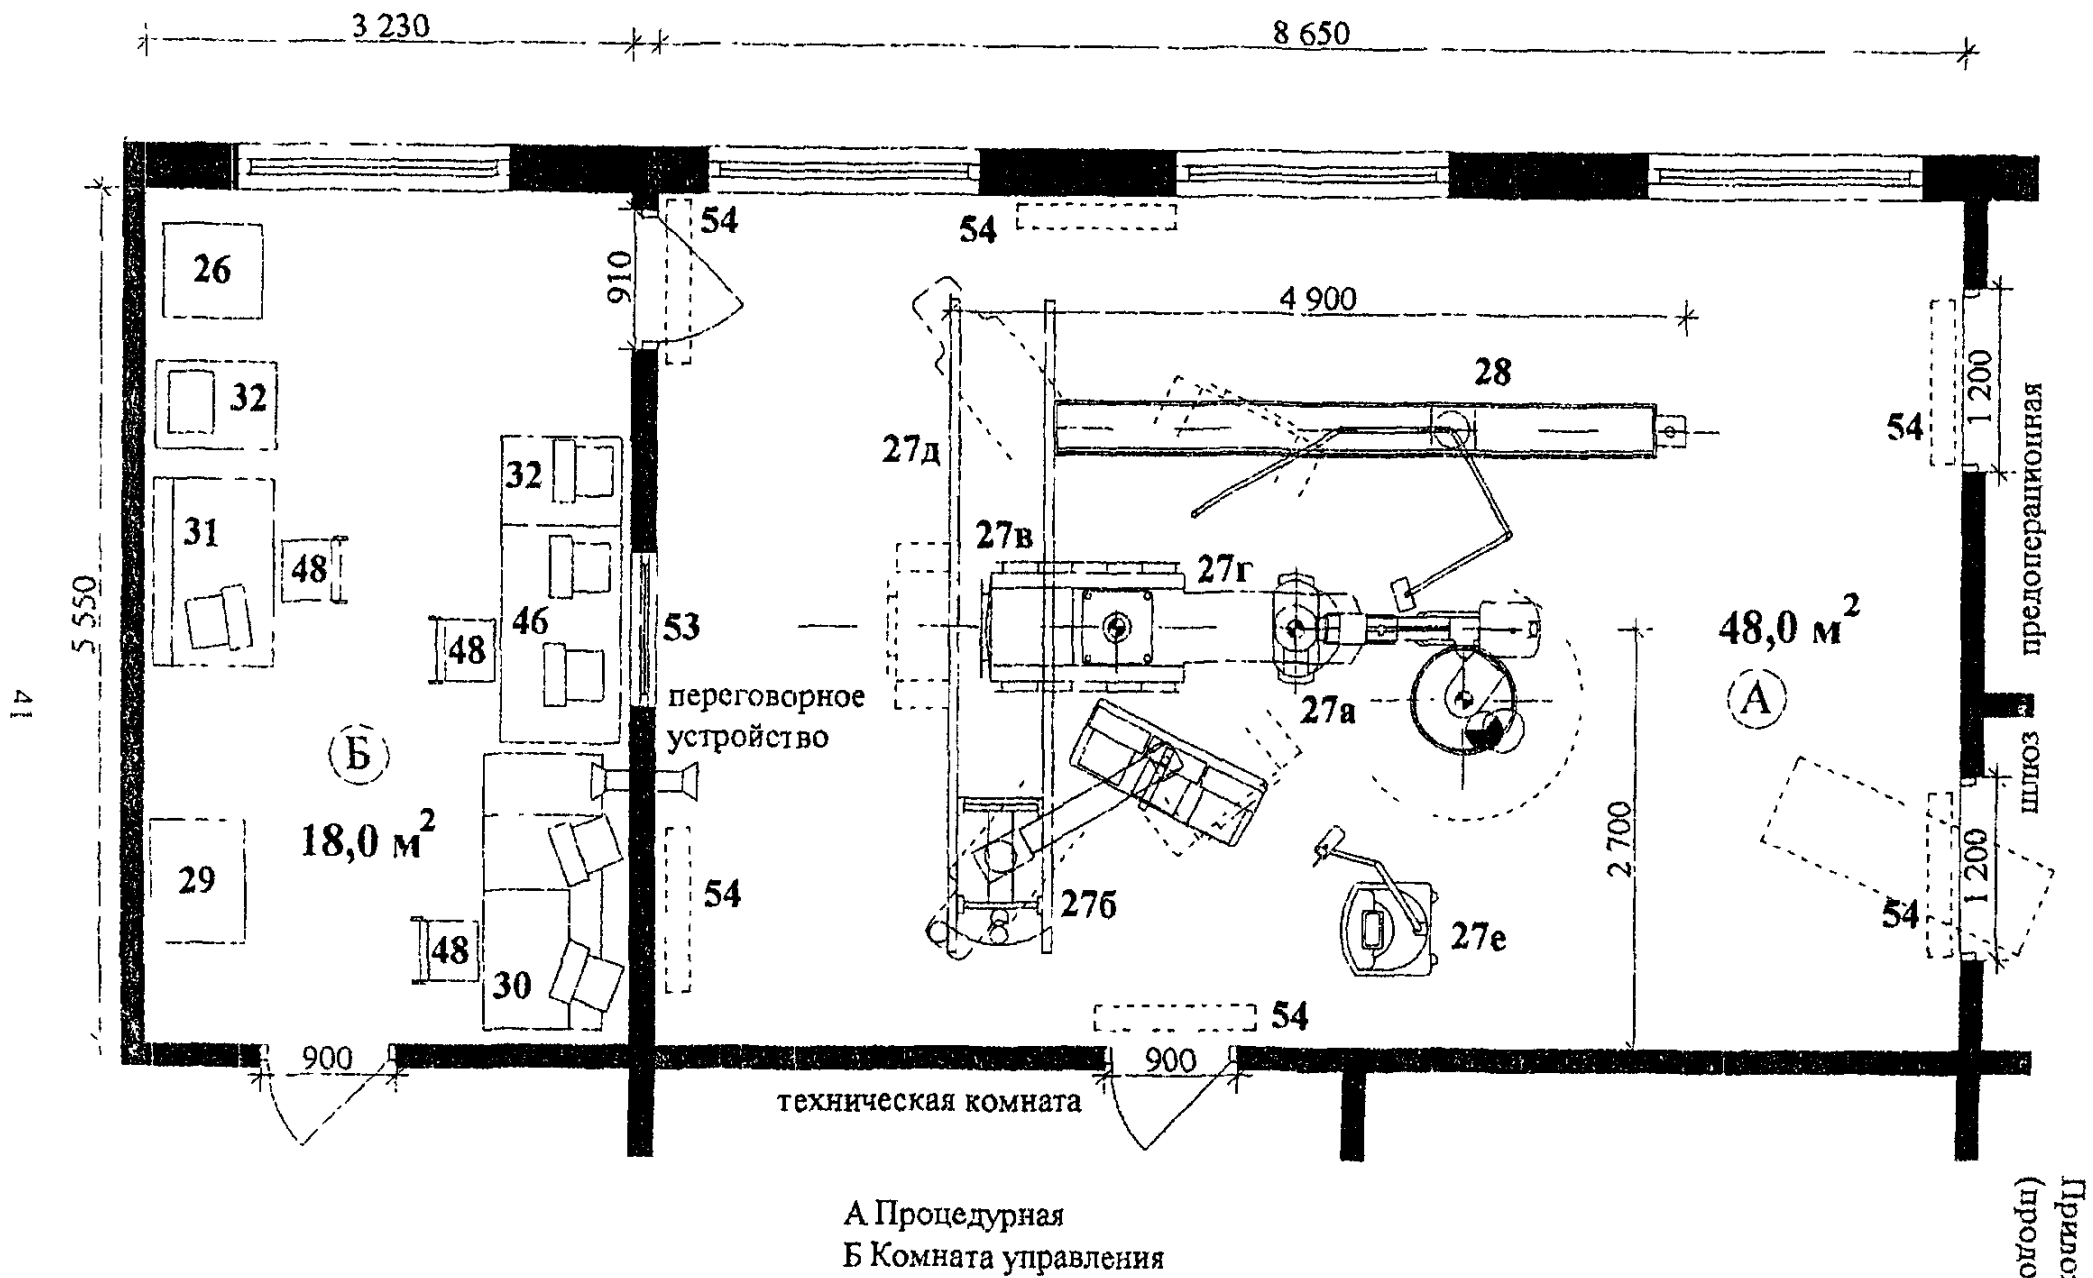 3 230
8 650
26
54
54
910
4 900
32
28
1 200
54
27д
предоперационная
31
32
27в
48
27г
5 550
46
53
48
48,0 м²
41
переговорное
устройство
27а
А
Б
шлюз
18,0 м²
2 700
29
54
27б
1 200
54
48
27е
30
54
900
900
техническая комната
А Процедурная
Б Комната управления